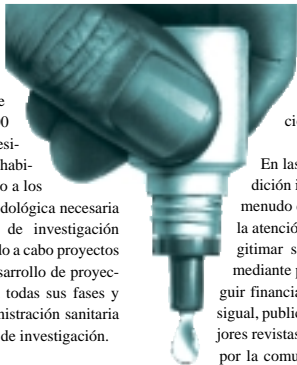 e
0
esi-
habi-
o a los
dológica necesaria
de investigación
do a cabo proyectos
sarrollo de proyec-
todas sus fases y
nistración sanitaria
de investigación.
ci
En las
dición i
menudo
la atención
gitimar s
mediante p
guir financia
sigual, public
jores revistas
por la comu